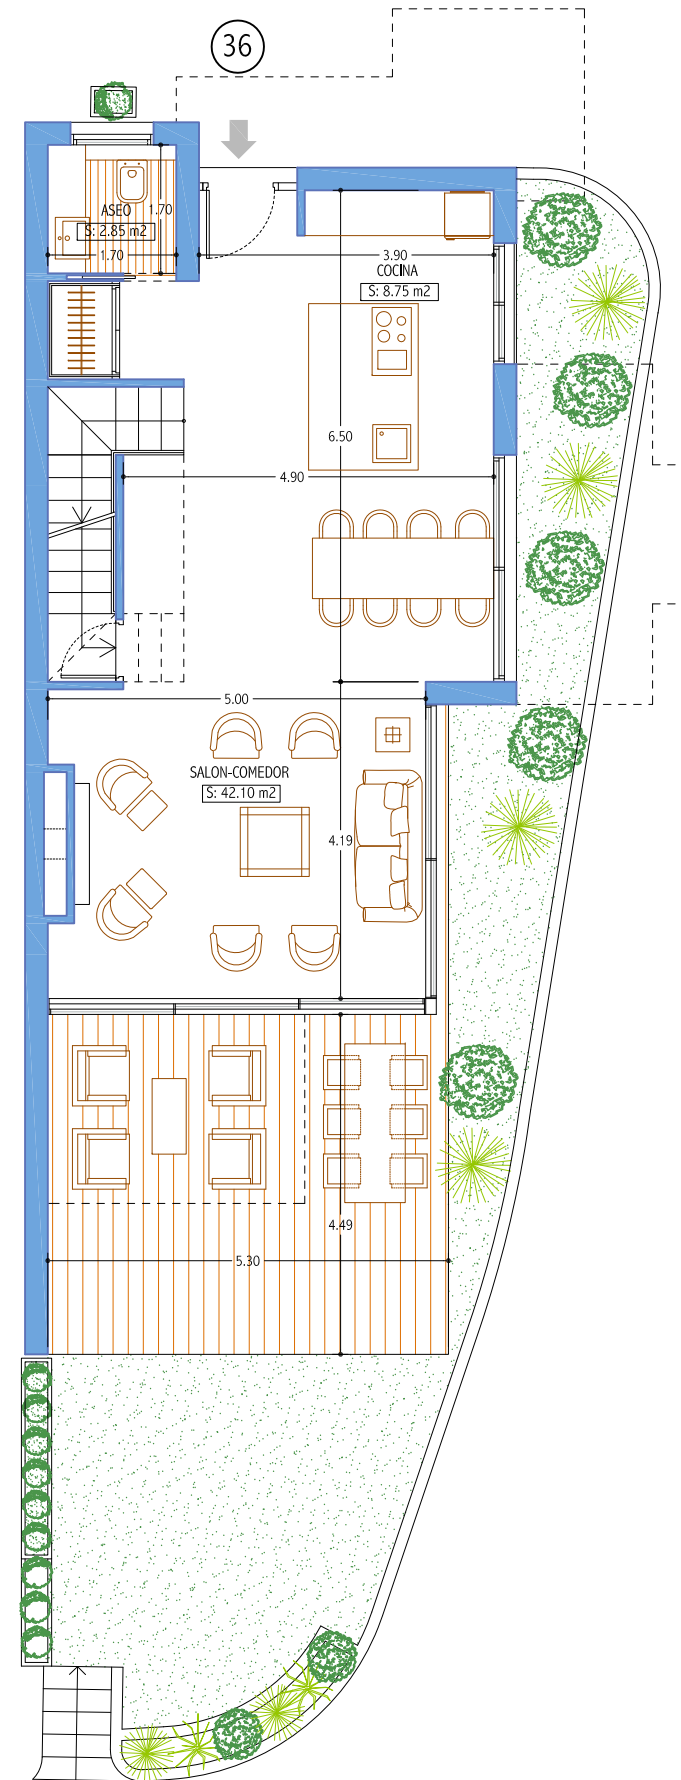 36
ASEO
1.70
S: 2.85 m2
1.70
3.90
COCINA
S: 8.75 m2
6.50
4.90
5.00
SALON-COMEDOR
S: 42.10 m2
4.19
4.49
5.30